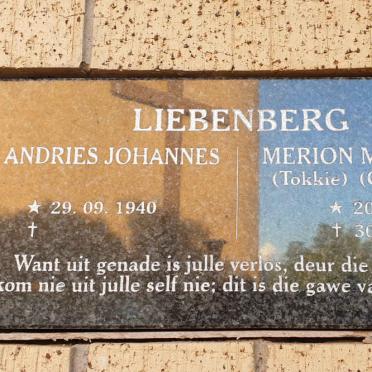 LIEBENBERG
ANDRIES JOHANNES MERION M
(Tokkie) (
★ 29. 09. 1940 ★ 20
† † 30
Want uit genade is julle verlos, deur die
kom nie uit julle self nie; dit is die gawe va